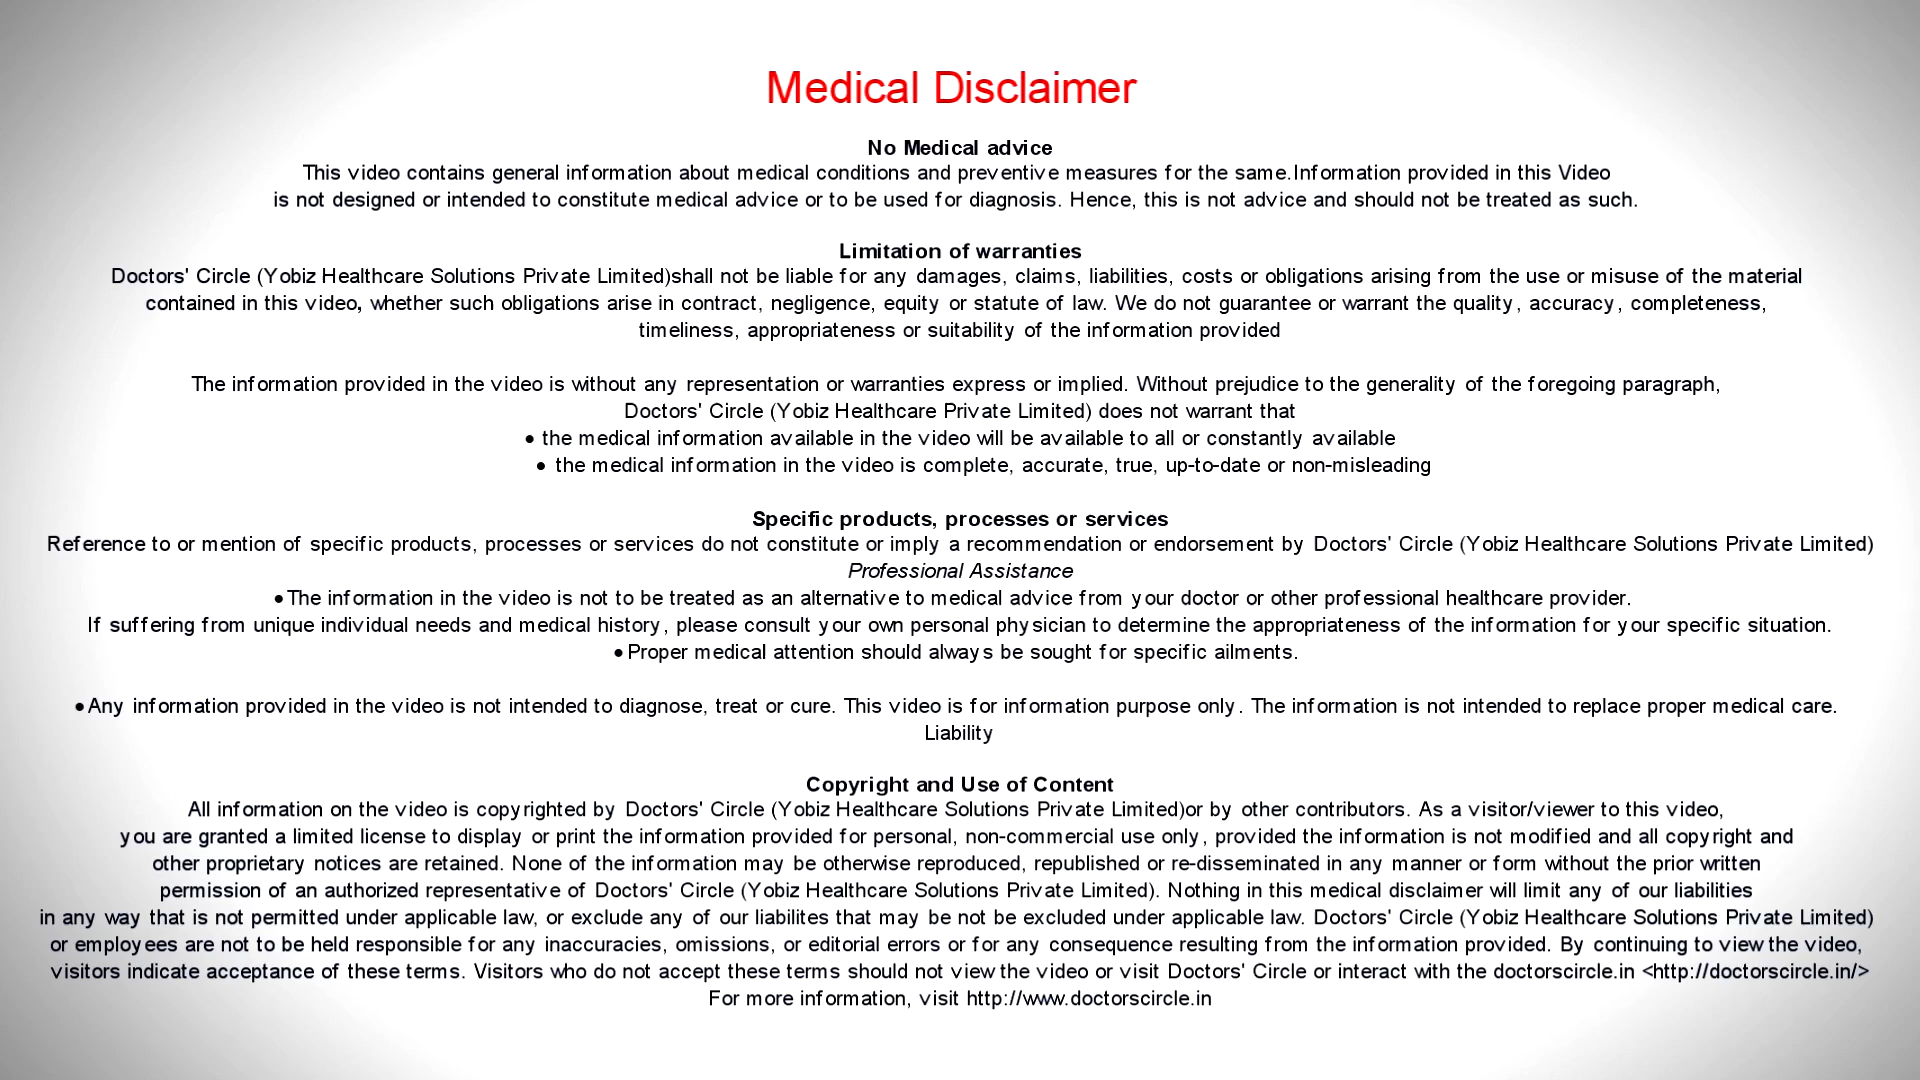 Medical Disclaimer
No Medical advice
This video contains general information about medical conditions and preventive measures for the same.Information provided in this Video
is not designed or intended to constitute medical advice or to be used for diagnosis. Hence, this is not advice and should not be treated as such.
Limitation of warranties
Doctors' Circle (Yobiz Healthcare Solutions Private Limited)shall not be liable for any damages, claims, liabilities, costs or obligations arising from the use or misuse of the material
contained in this video, whether such obligations arise in contract, negligence, equity or statute of law. We do not guarantee or warrant the quality, accuracy, completeness,
timeliness, appropriateness or suitability of the information provided
The information provided in the video is without any representation or warranties express or implied. Without prejudice to the generality of the foregoing paragraph,
Doctors' Circle (Yobiz Healthcare Private Limited) does not warrant that
• the medical information available in the video will be available to all or constantly available
• the medical information in the video is complete, accurate, true, up-to-date or non-misleading
Specific products, processes or services
Reference to or mention of specific products, processes or services do not constitute or imply a recommendation or endorsement by Doctors' Circle (Yobiz Healthcare Solutions Private Limited)
Professional Assistance
•The information in the video is not to be treated as an alternative to medical advice from your doctor or other professional healthcare provider.
If suffering from unique individual needs and medical history, please consult your own personal physician to determine the appropriateness of the information for your specific situation.
•Proper medical attention should always be sought for specific ailments.
•Any information provided in the video is not intended to diagnose, treat or cure. This video is for information purpose only. The information is not intended to replace proper medical care.
Liability
Copyright and Use of Content
All information on the video is copyrighted by Doctors' Circle (Yobiz Healthcare Solutions Private Limited)or by other contributors. As a visitor/viewer to this video,
you are granted a limited license to display or print the information provided for personal, non-commercial use only, provided the information is not modified and all copyright and
other proprietary notices are retained. None of the information may be otherwise reproduced, republished or re-disseminated in any manner or form without the prior written
permission of an authorized representative of Doctors' Circle (Yobiz Healthcare Solutions Private Limited). Nothing in this medical disclaimer will limit any of our liabilities
in any way that is not permitted under applicable law, or exclude any of our liabilites that may be not be excluded under applicable law. Doctors' Circle (Yobiz Healthcare Solutions Private Limited)
or employees are not to be held responsible for any inaccuracies, omissions, or editorial errors or for any consequence resulting from the information provided. By continuing to view the video,
visitors indicate acceptance of these terms. Visitors who do not accept these terms should not view the video or visit Doctors' Circle or interact with the doctorscircle.in <http://doctorscircle.in/>
For more information, visit http://www.doctorscircle.in